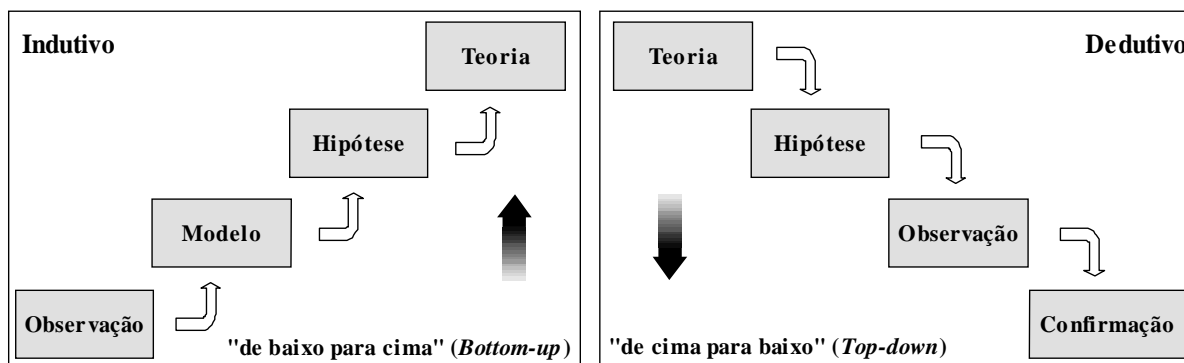 Indutivo
Teoria
Hipótese
Modelo
Observação
"de baixo para cima" (Bottom-up)
Dedutivo
Teoria
Hipótese
Observação
Confirmação
"de cima para baixo" (Top-down)